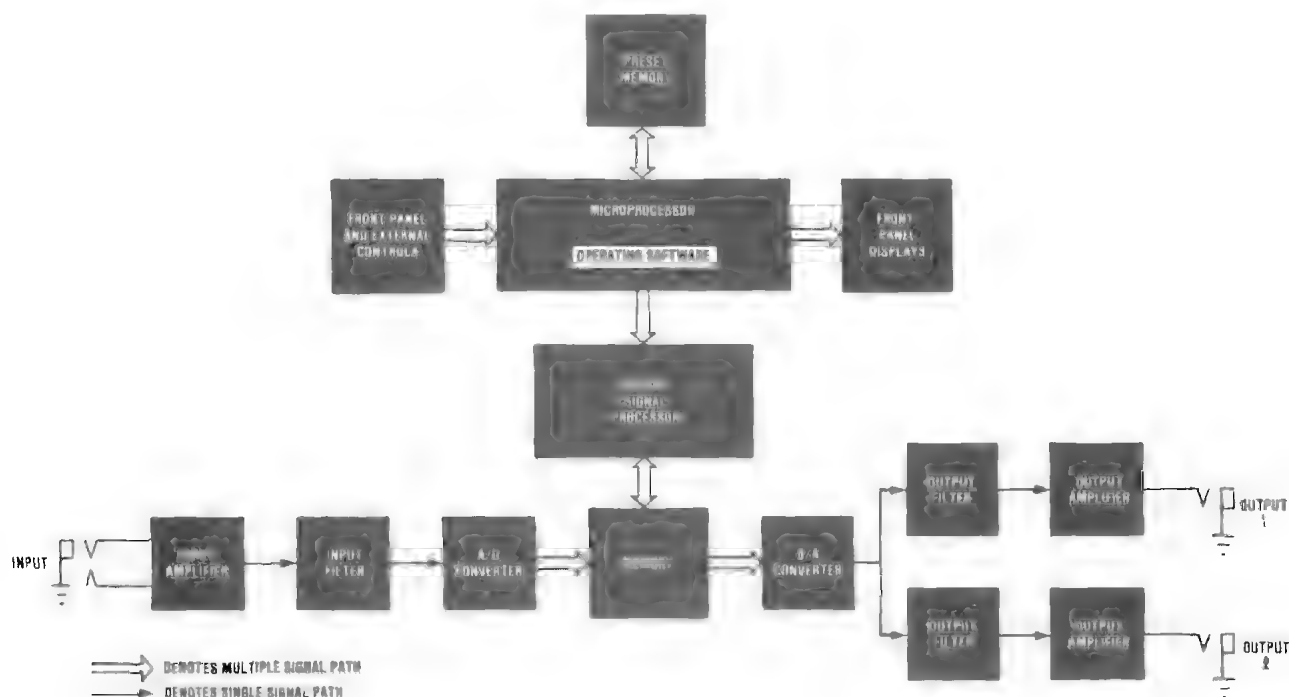 PRESET
MEMORY
FRONT PANEL
AND EXTERNAL
CONTROLS
MICROPROCESSOR
OPERATING SOFTWARE
FRONT
PANEL
DISPLAYS
SIGNAL
PROCESSOR
INPUT
AMPLIFIER
INPUT
FILTER
A/D
CONVERTER
D/A
CONVERTER
OUTPUT
FILTER
OUTPUT
AMPLIFIER
OUTPUT
1
OUTPUT
FILTER
OUTPUT
AMPLIFIER
OUTPUT
2
DENOTES MULTIPLE SIGNAL PATH
DENOTES SINGLE SIGNAL PATH